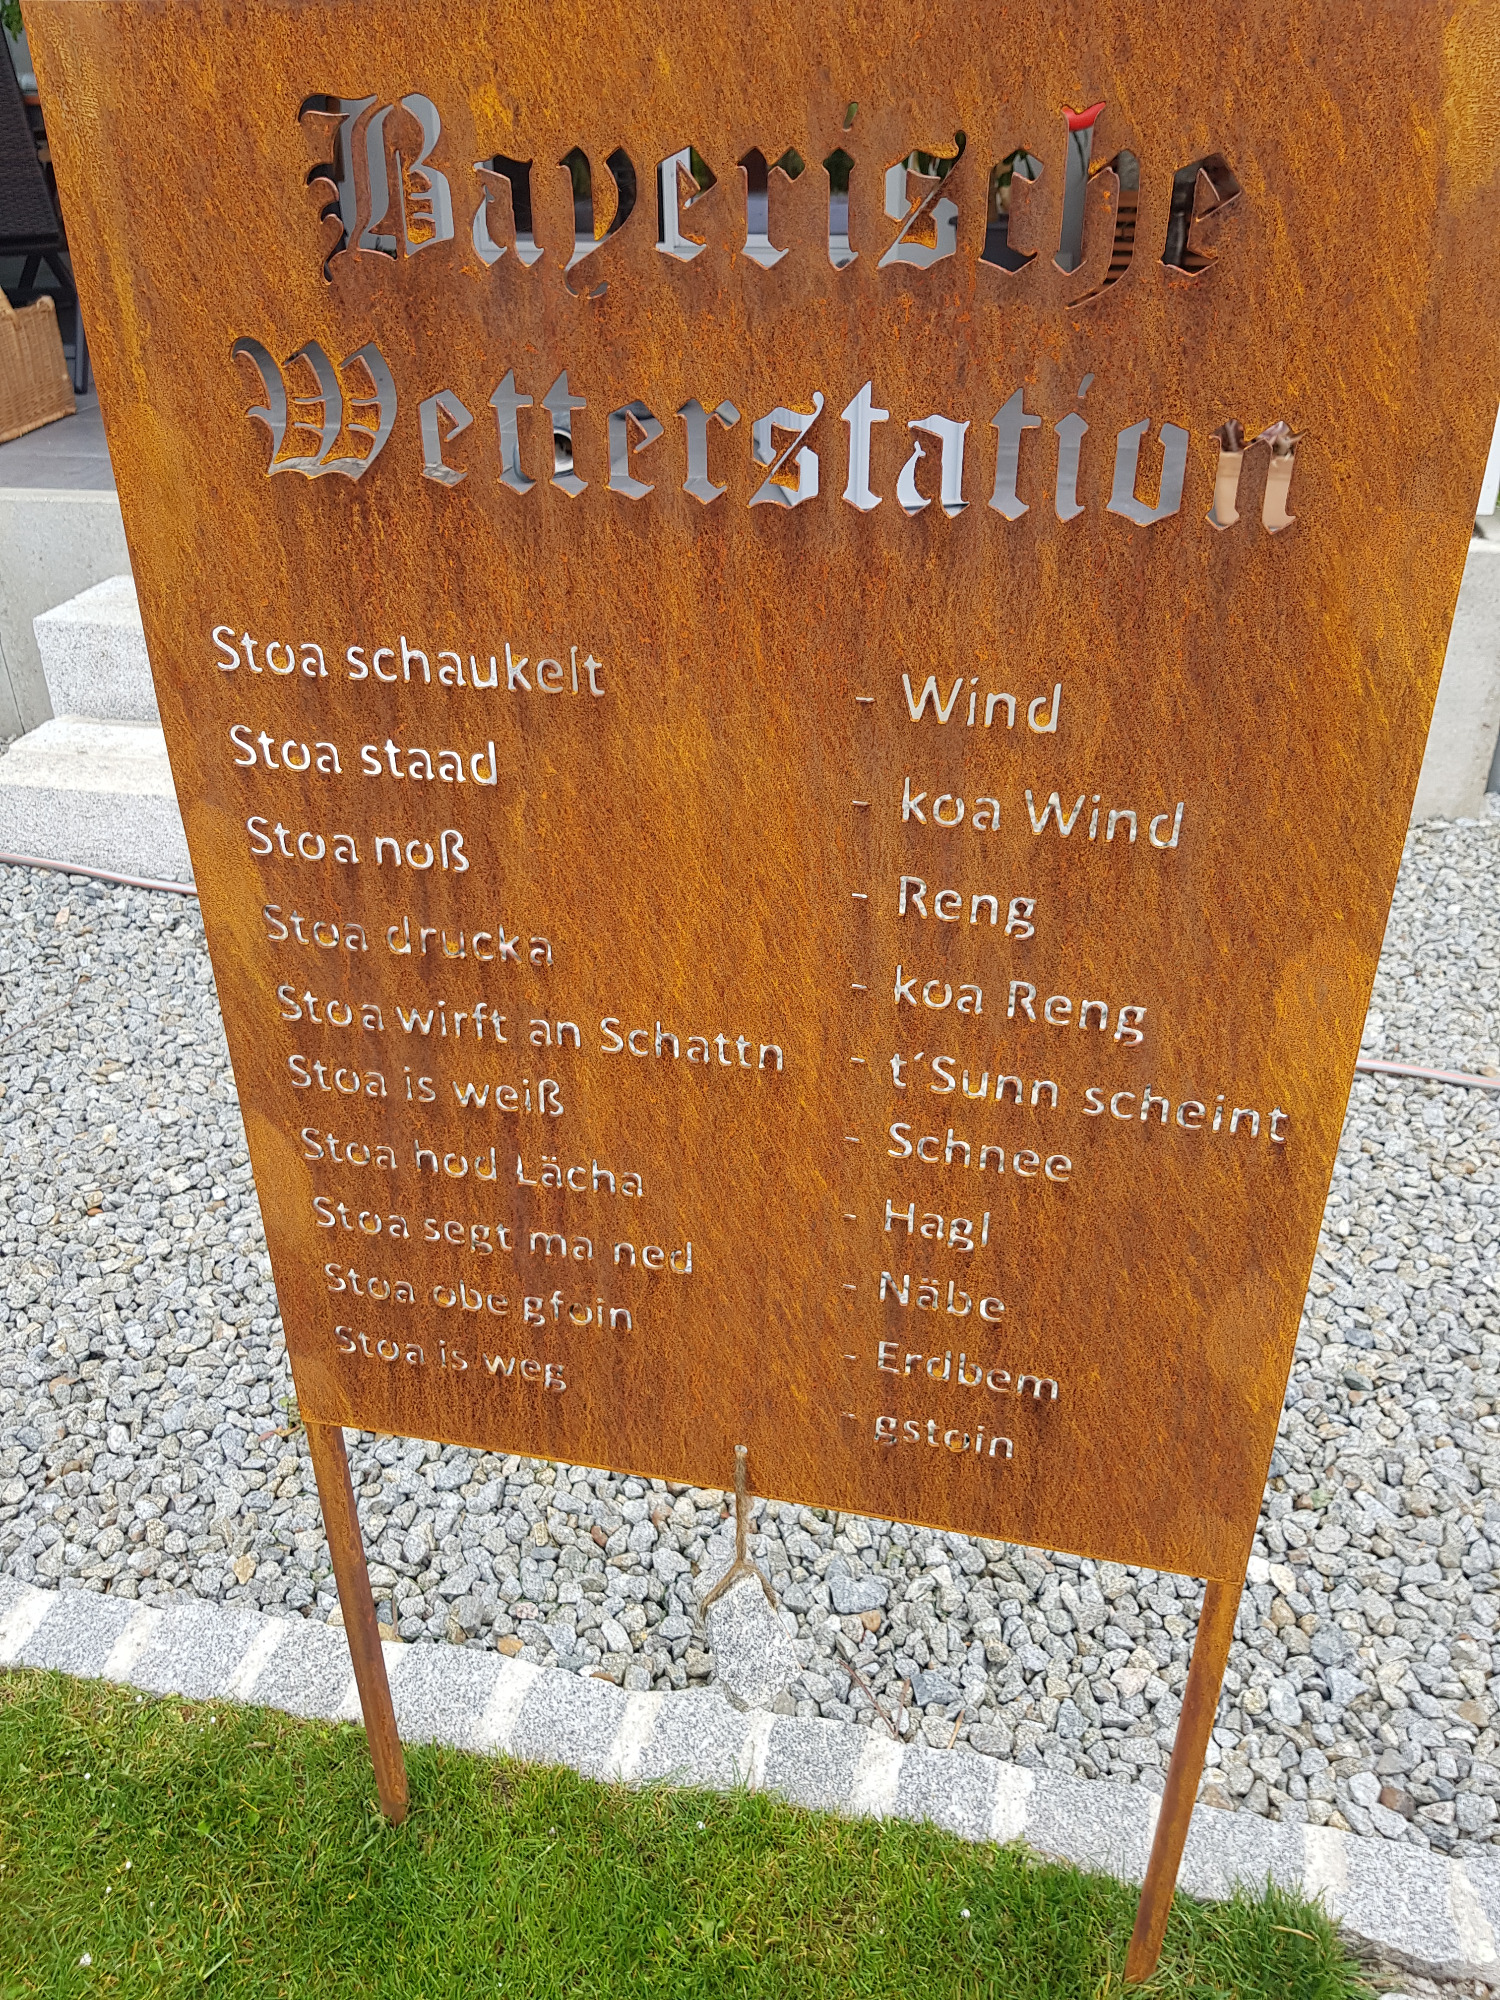 Bayerische
Wetterstation
Stoa schaukelt - Wind
Stoa staad - koa Wind
Stoa noß - Reng
Stoa drucka - koa Reng
Stoa wirft an Schattn - t´Sunn scheint
Stoa is weiß - Schnee
Stoa hod Lächa - Hagl
Stoa segt ma ned - Näbe
Stoa obe gfoin - Erdbem
Stoa is weg - gstoin